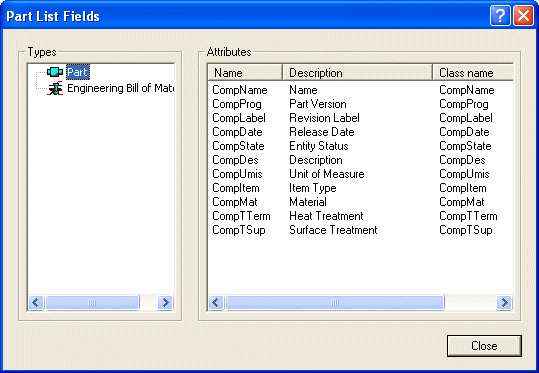 Part List Fields
Types
Part
Engineering Bill of Mate
Attributes
Name Description Class name
CompName Name CompName
CompProg Part Version CompProg
CompLabel Revision Label CompLabel
CompDate Release Date CompDate
CompState Entity Status CompState
CompDes Description CompDes
CompUmis Unit of Measure CompUmis
CompItem Item Type CompItem
CompMat Material CompMat
CompTTerm Heat Treatment CompTTerm
CompTSup Surface Treatment CompTSup
Close